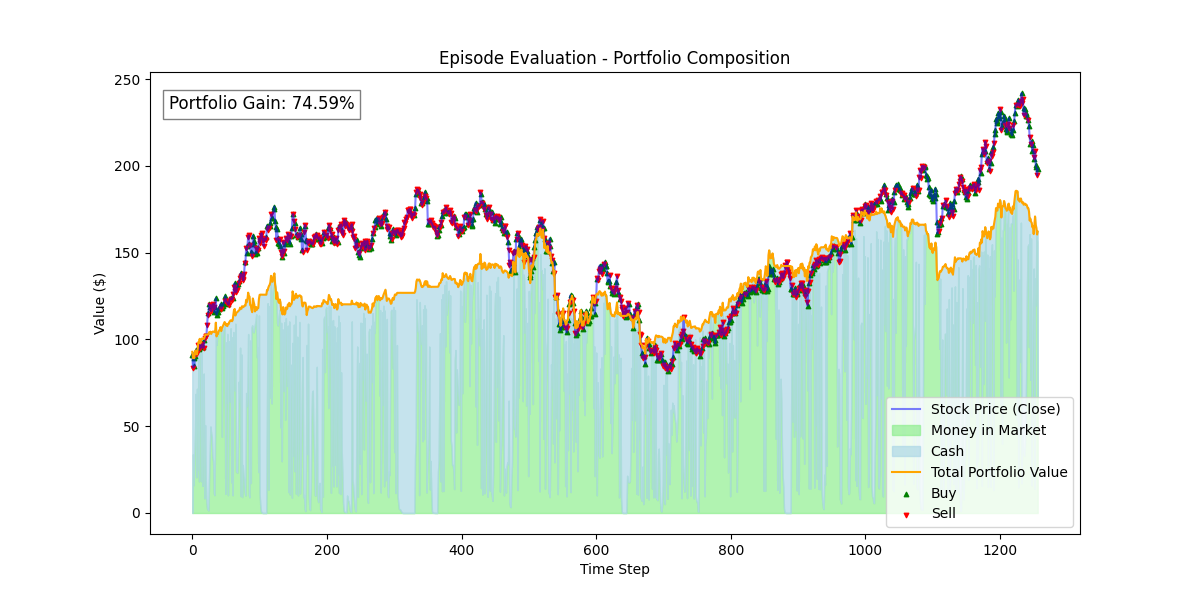 Episode Evaluation - Portfolio Composition
Portfolio Gain: 74.59%
Value ($)
250
200
150
100
50
0
0 200 400 600 800 1000 1200
Time Step
Stock Price (Close)
Money in Market
Cash
Total Portfolio Value
Buy
Sell